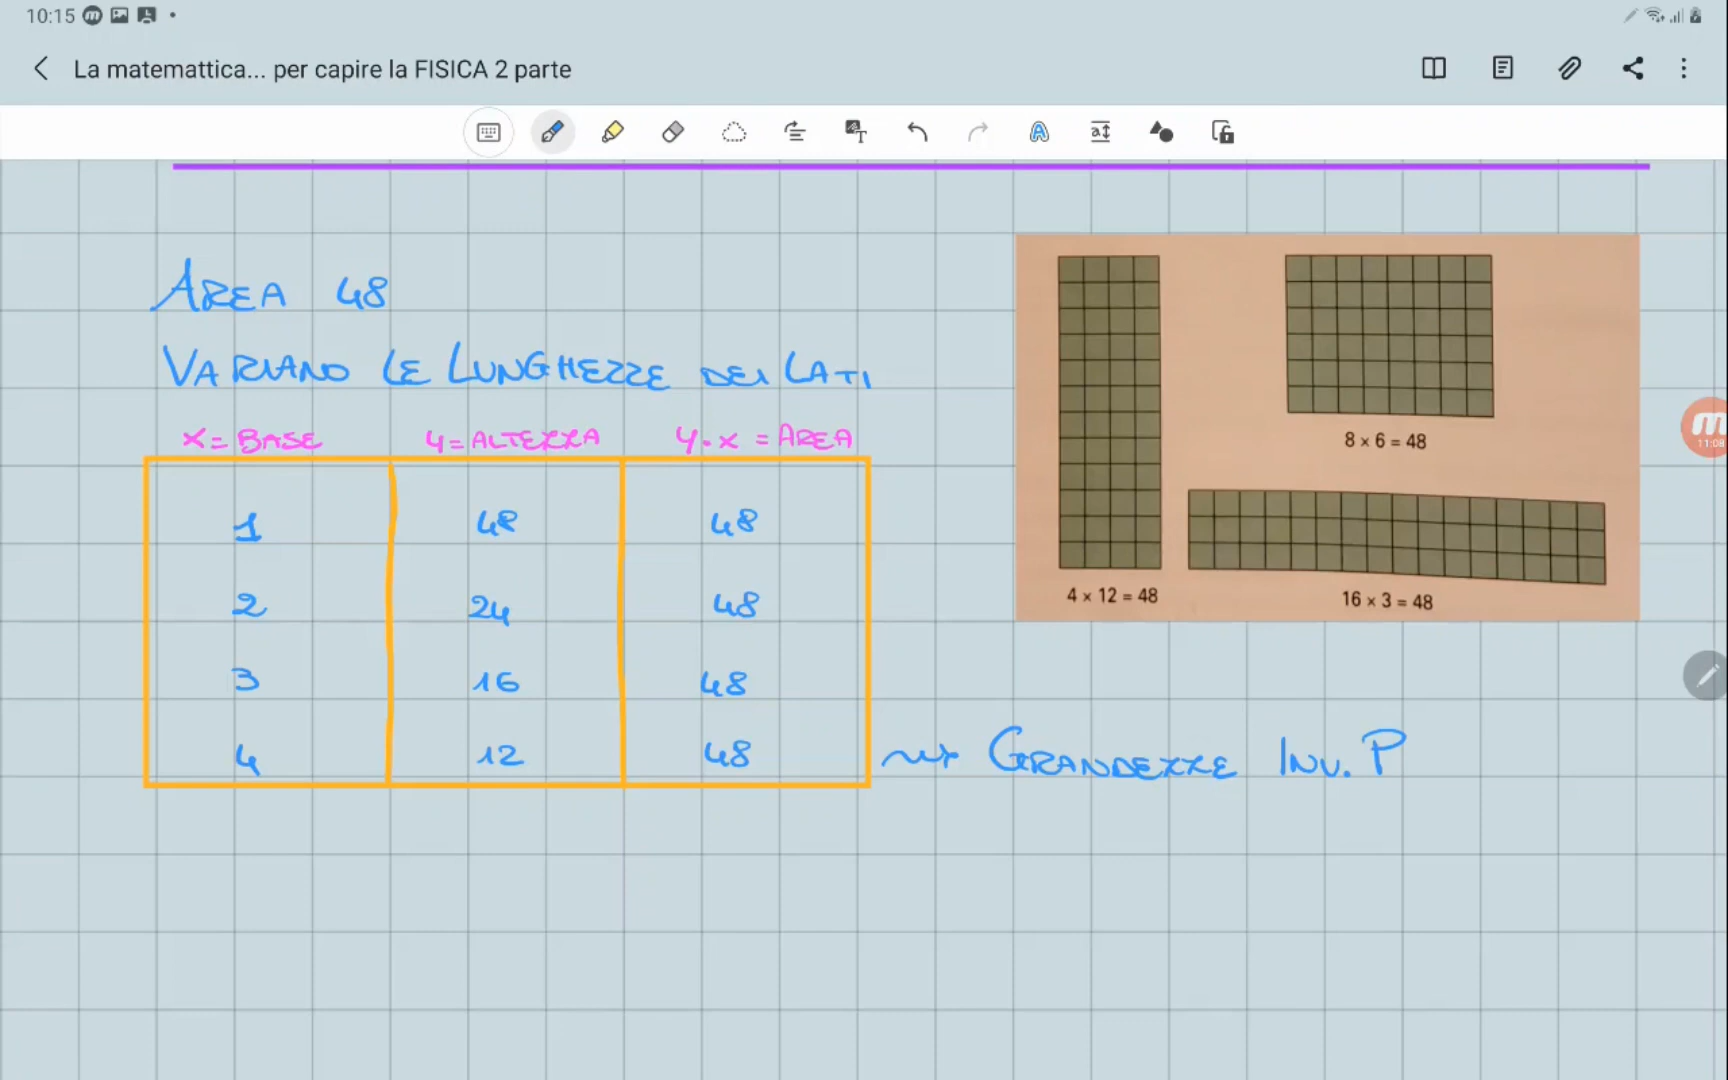 10:15
La matemattica... per capire la FISICA 2 parte
AREA 48
VARIANO LE LUNGHEZZE DEI LATI
x = BASE y = ALTEZZA y · x = AREA
1 48 48
2 24 48
3 16 48
4 12 48 GRANDEZZE INV. P
8 × 6 = 48
4 × 12 = 48
16 × 3 = 48
11:08